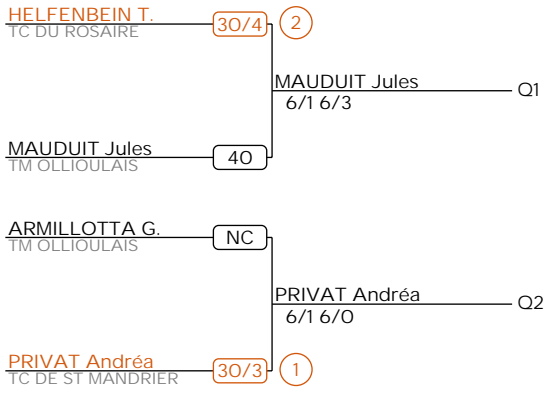 HELFENBEIN T.
TC DU ROSAIRE
30/4
2
MAUDUIT Jules
6/1 6/3
Q1
MAUDUIT Jules
TM OLLIOULAIS
40
ARMILLOTTA G.
TM OLLIOULAIS
NC
PRIVAT Andréa
6/1 6/0
Q2
PRIVAT Andréa
TC DE ST MANDRIER
30/3
1